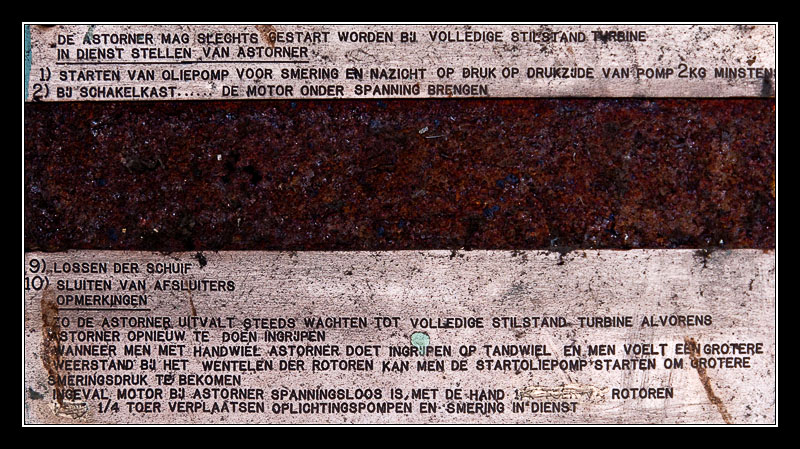 DE ASTORNER MAG SLECHTS GESTART WORDEN BIJ VOLLEDIGE STILSTAND TURBINE
IN DIENST STELLEN VAN ASTORNER
1) STARTEN VAN OLIEPOMP VOOR SMERING EN NAZICHT OP DRUK OP DRUKZIJDE VAN POMP 2KG MINSTENS
2) BIJ SCHAKELKAST...... DE MOTOR ONDER SPANNING BRENGEN
9) LOSSEN DER SCHUIF
10) SLUITEN VAN AFSLUITERS
OPMERKINGEN
ZO DE ASTORNER UITVALT STEEDS WACHTEN TOT VOLLEDIGE STILSTAND TURBINE ALVORENS
ASTORNER OPNIEUW TE DOEN INGRIJPEN
WANNEER MEN MET HANDWIEL ASTORNER DOET INGRIJPEN OP TANDWIEL EN MEN VOELT EEN GROTERE
WEERSTAND BIJ HET WENTELEN DER ROTOREN KAN MEN DE STARTOLIEPOMP STARTEN OM GROTERE
SMERINGSDRUK TE BEKOMEN
INGEVAL MOTOR BIJ ASTORNER SPANNINGSLOOS IS, MET DE HAND ROTOREN
1/4 TOER VERPLAATSEN OPLICHTINGSPOMPEN EN SMERING IN DIENST